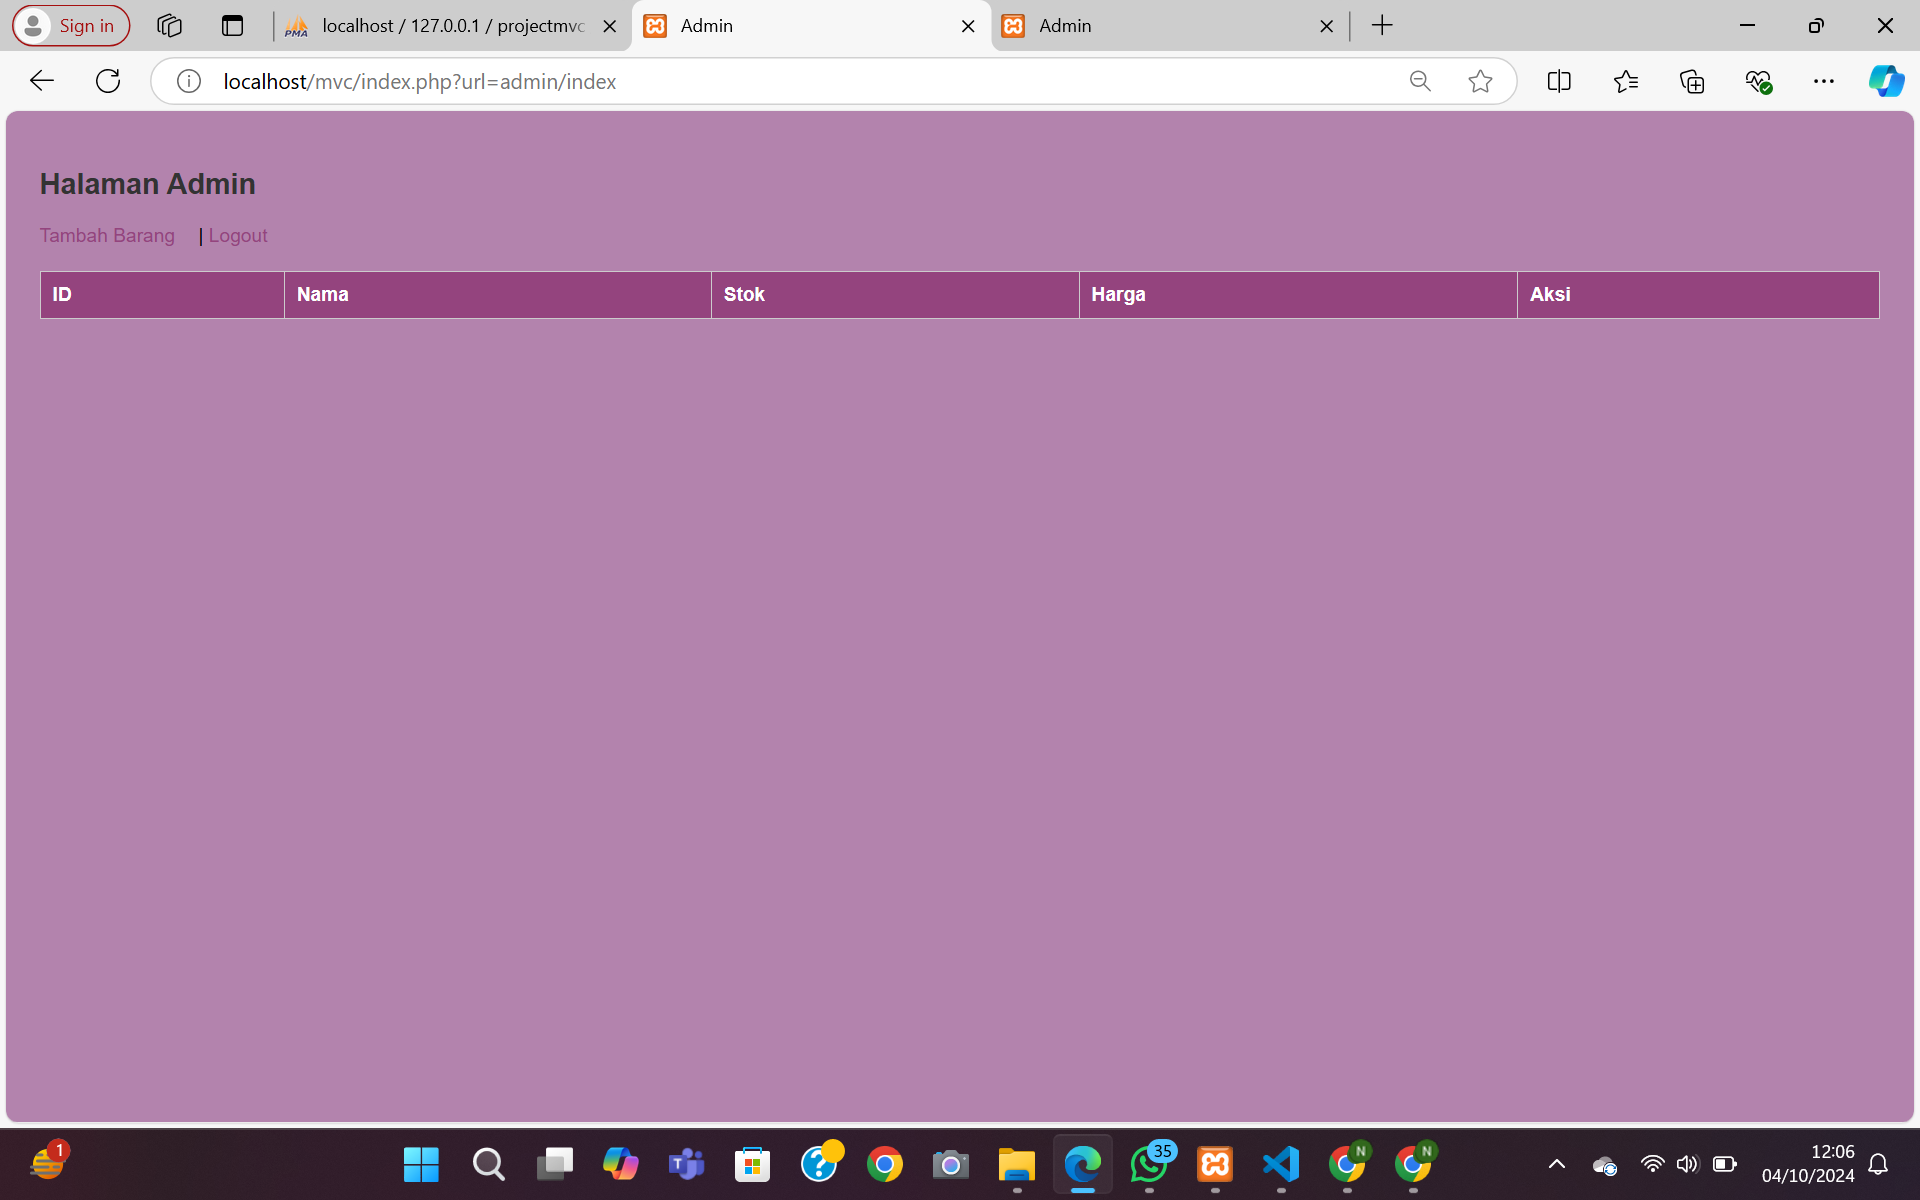 Sign in
PMA
localhost / 127.0.0.1 / projectmvc
Admin
Admin
localhost/mvc/index.php?url=admin/index
Halaman Admin
Tambah Barang | Logout
ID Nama Stok Harga Aksi
1
T
35
N
N
12:06
04/10/2024